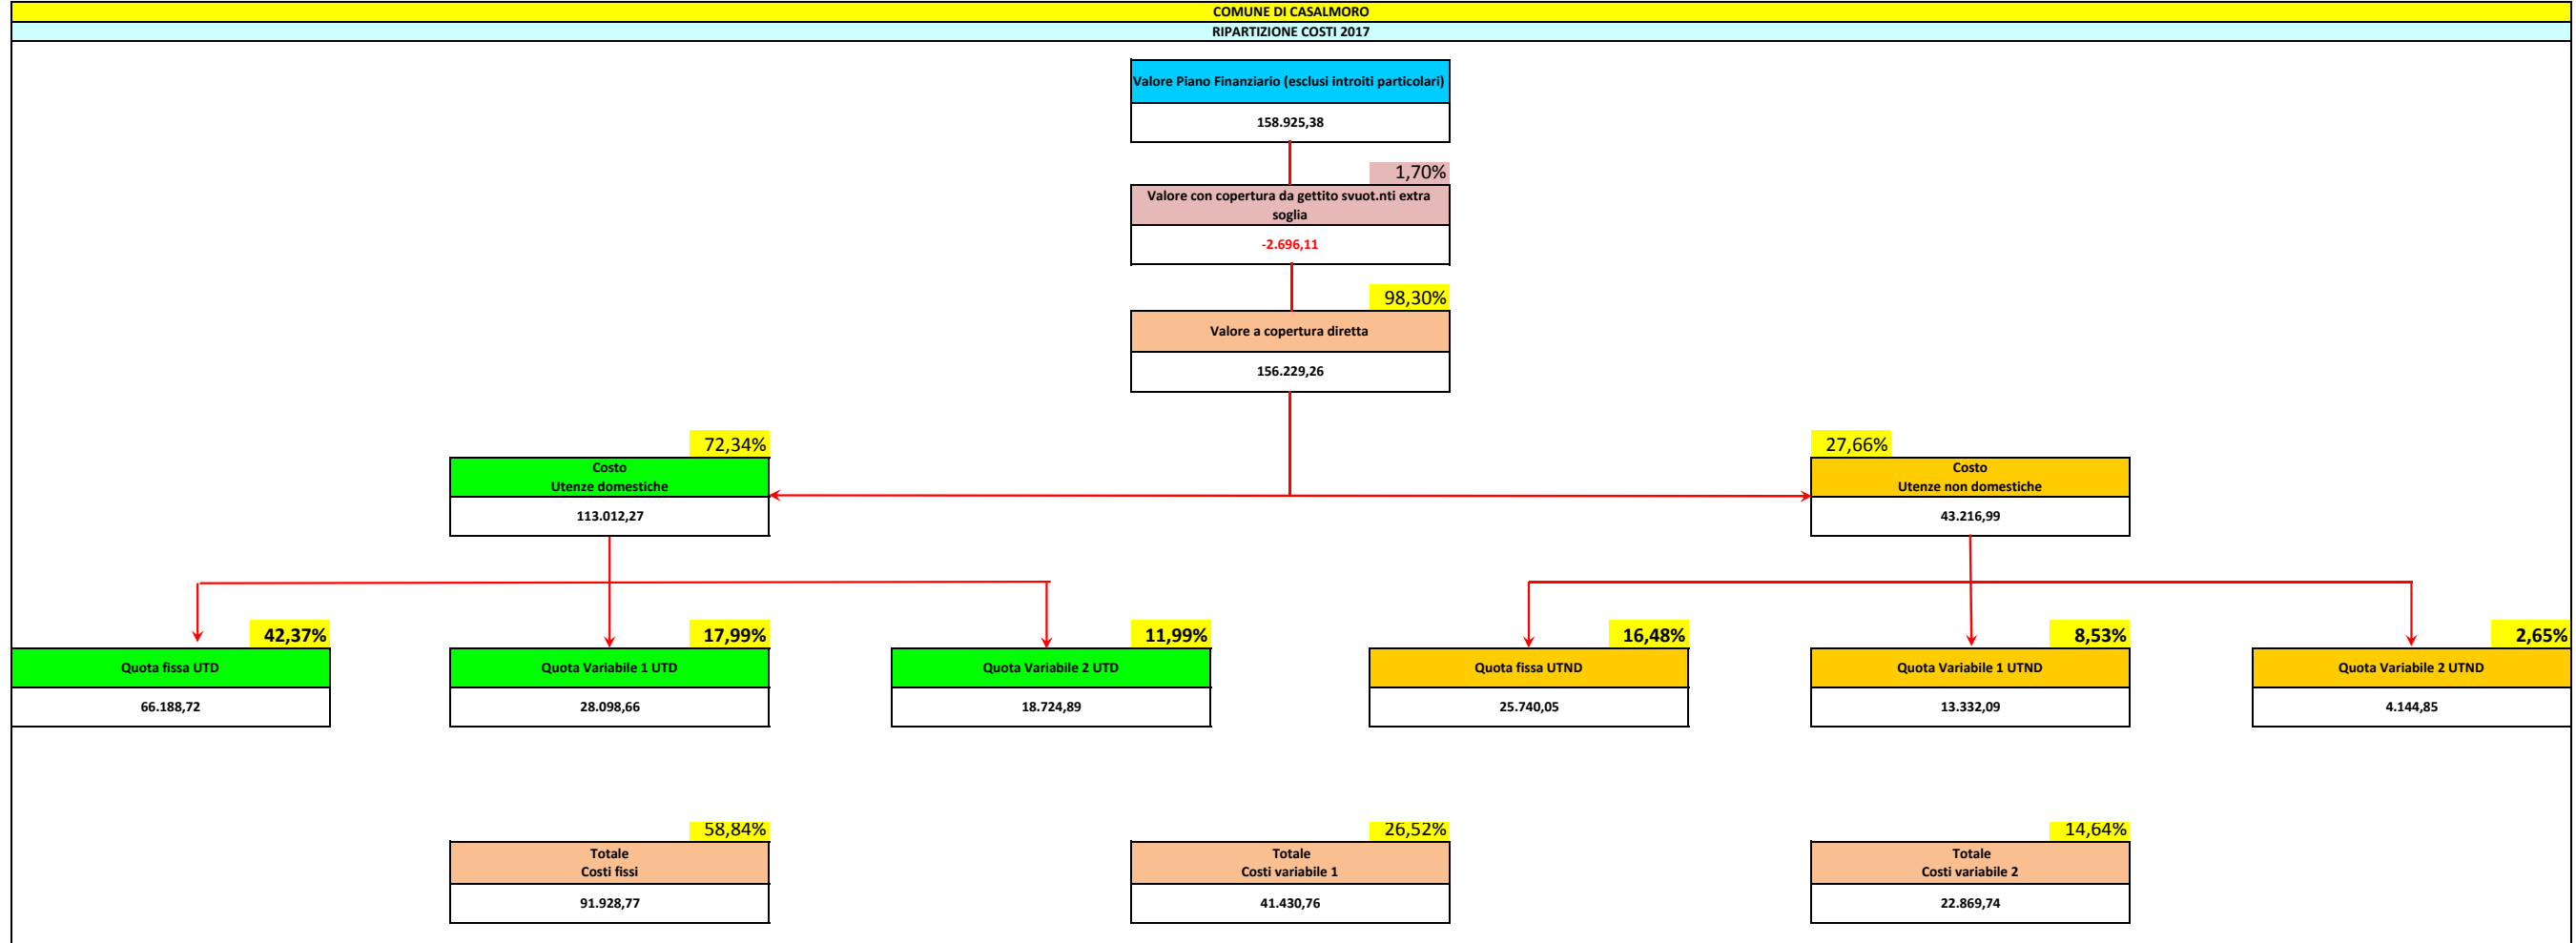 COMUNE DI CASALMORO
RIPARTIZIONE COSTI 2017
Valore Piano Finanziario (esclusi introiti particolari)
158.925,38
1,70%
Valore con copertura da gettito svuot.nti extra
soglia
-2.696,11
98,30%
Valore a copertura diretta
156.229,26
72,34%
27,66%
Costo
Utenze domestiche
Costo
Utenze non domestiche
113.012,27
43.216,99
42,37%
17,99%
11,99%
16,48%
8,53%
2,65%
Quota fissa UTD
Quota Variabile 1 UTD
Quota Variabile 2 UTD
Quota fissa UTND
Quota Variabile 1 UTND
Quota Variabile 2 UTND
66.188,72
28.098,66
18.724,89
25.740,05
13.332,09
4.144,85
58,84%
26,52%
14,64%
Totale
Costi fissi
Totale
Costi variabile 1
Totale
Costi variabile 2
91.928,77
41.430,76
22.869,74